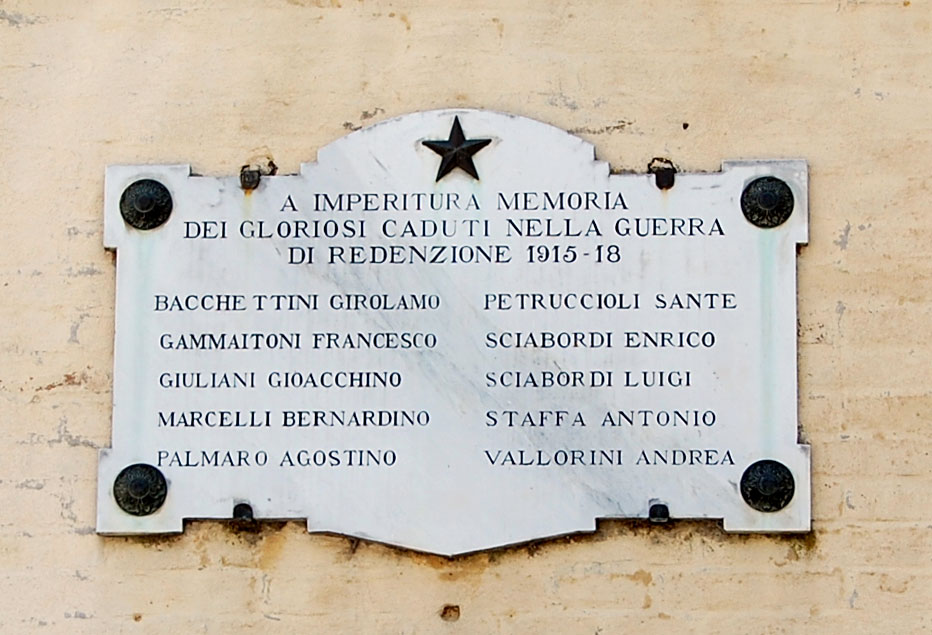 A IMPERITURA MEMORIA
DEI GLORIOSI CADUTI NELLA GUERRA
DI REDENZIONE 1915-18
BACCHETTINI GIROLAMO
GAMMAITONI FRANCESCO
GIULIANI GIOACCHINO
MARCELLI BERNARDINO
PALMARO AGOSTINO
PETRUCCIOLI SANTE
SCIABORDI ENRICO
SCIABORDI LUIGI
STAFFA ANTONIO
VALLORINI ANDREA